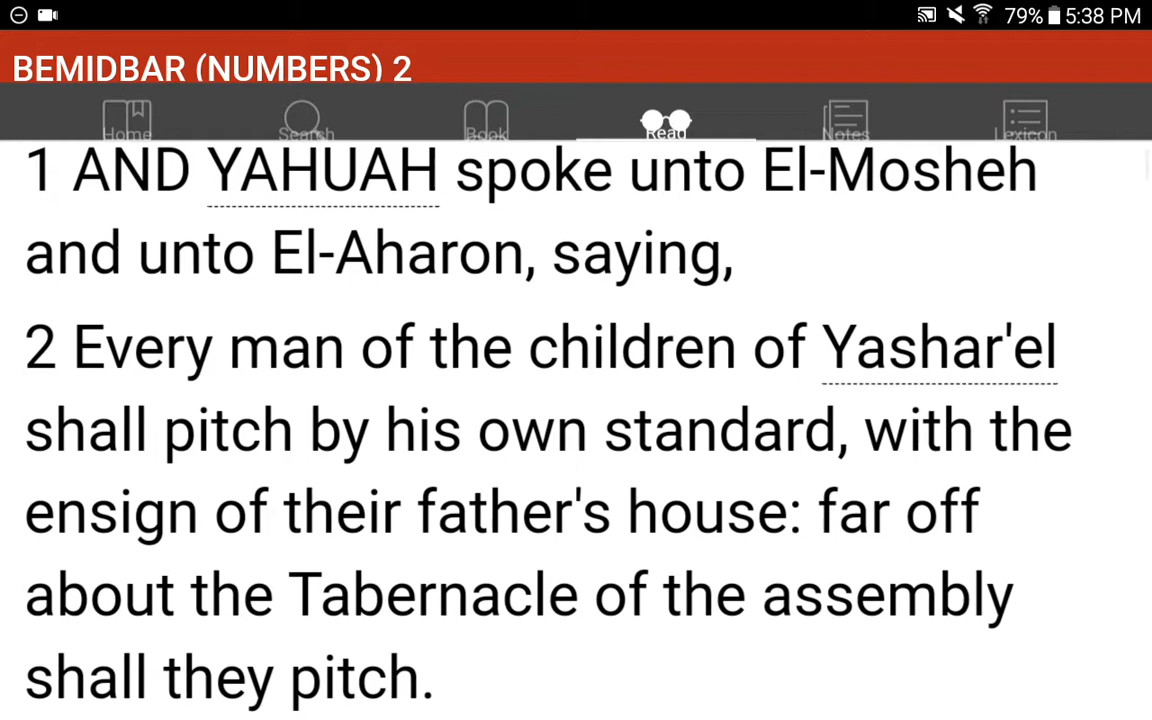 79% 5:38 PM
BEMIDBAR (NUMBERS) 2
Home Search Book Read Notes Lexicon
1 AND YAHUAH spoke unto El-Mosheh
and unto El-Aharon, saying,
2 Every man of the children of Yashar'el
shall pitch by his own standard, with the
ensign of their father's house: far off
about the Tabernacle of the assembly
shall they pitch.